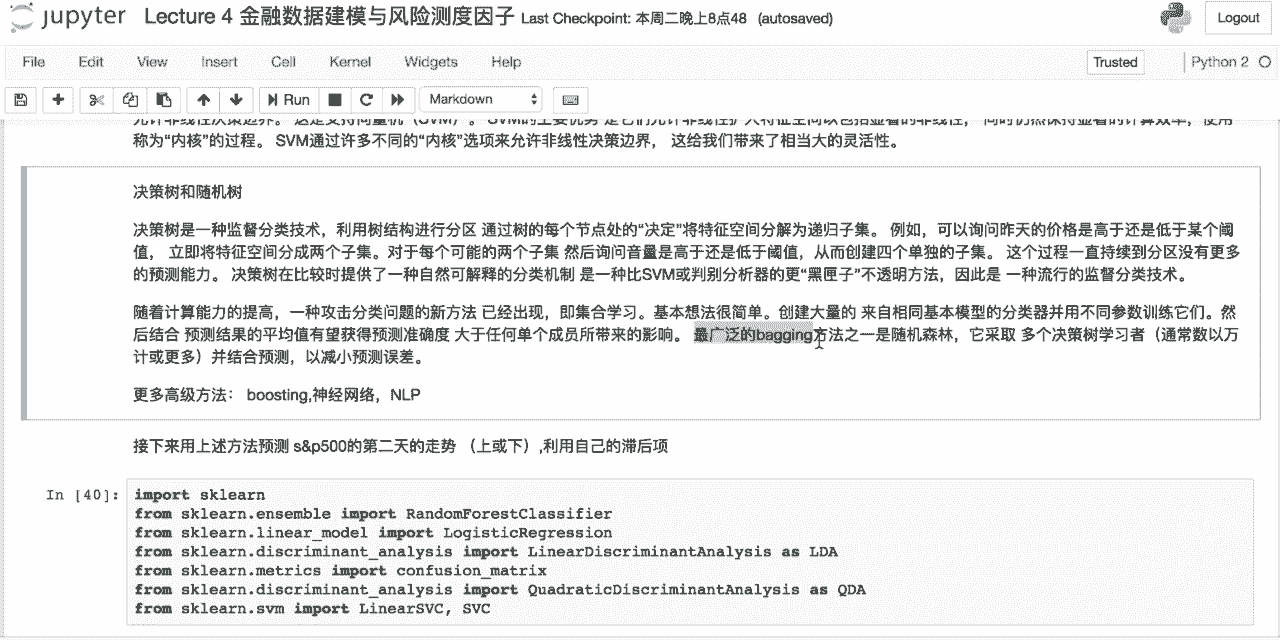 jupyter Lecture 4 金融数据建模与风险测度因子 Last Checkpoint: 本周二晚上8点48 (autosaved)
Logout
File Edit View Insert Cell Kernel Widgets Help
Trusted
Python 2
Run
Markdown
称为“内核”的过程。 SVM通过许多不同的“内核”选项来允许非线性决策边界， 这给我们带来了相当大的灵活性。
决策树和随机树
决策树是一种监督分类技术，利用树结构进行分区 通过树的每个节点处的“决定”将特征空间分解为递归子集。 例如，可以询问昨天的价格是高于还是低于某个阈
值， 立即将特征空间分成两个子集。对于每个可能的两个子集 然后询问音量是高于还是低于阈值，从而创建四个单独的子集。 这个过程一直持续到分区没有更多
的预测能力。 决策树在比较时提供了一种自然可解释的分类机制 是一种比SVM或判别分析器的更“黑匣子”不透明方法，因此是 一种流行的监督分类技术。
随着计算能力的提高，一种攻击分类问题的新方法 已经出现，即集合学习。基本想法很简单。创建大量的 来自相同基本模型的分类器并用不同参数训练它们。然
后结合 预测结果的平均值有望获得预测准确度 大于任何单个成员所带来的影响。 最广泛的bagging方法之一是随机森林，它采取 多个决策树学习者（通常数以万
计或更多）并结合预测，以减小预测误差。
更多高级方法： boosting,神经网络，NLP
接下来用上述方法预测 s&p500的第二天的走势 （上或下）,利用自己的滞后项
In [40]:
import sklearn
from sklearn.ensemble import RandomForestClassifier
from sklearn.linear_model import LogisticRegression
from sklearn.discriminant_analysis import LinearDiscriminantAnalysis as LDA
from sklearn.metrics import confusion_matrix
from sklearn.discriminant_analysis import QuadraticDiscriminantAnalysis as QDA
from sklearn.svm import LinearSVC, SVC